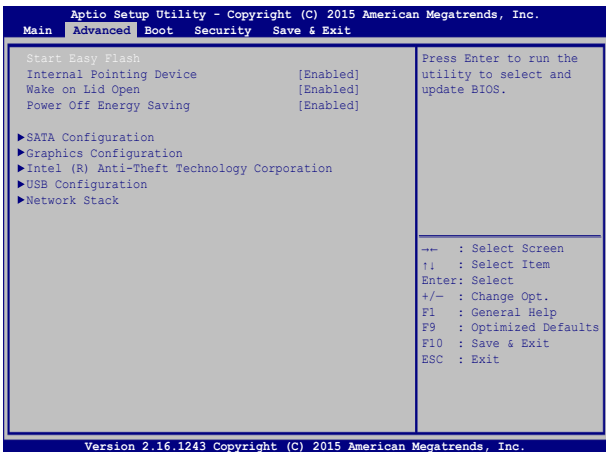 Aptio Setup Utility - Copyright (C) 2015 American Megatrends, Inc.
Main Advanced Boot Security Save & Exit
Start Easy Flash
Internal Pointing Device [Enabled]
Wake on Lid Open [Enabled]
Power Off Energy Saving [Enabled]
▶SATA Configuration
▶Graphics Configuration
▶Intel (R) Anti-Theft Technology Corporation
▶USB Configuration
▶Network Stack
Press Enter to run the
utility to select and
update BIOS.
→← : Select Screen
↑↓ : Select Item
Enter: Select
+/— : Change Opt.
F1 : General Help
F9 : Optimized Defaults
F10 : Save & Exit
ESC : Exit
Version 2.16.1243 Copyright (C) 2015 American Megatrends, Inc.